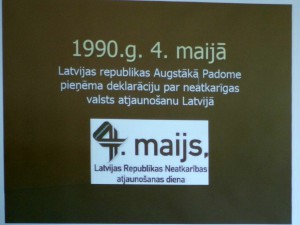 1990.g. 4. maijā
Latvijas republikas Augstākā Padome
pieņēma deklarāciju par neatkarīgas
valsts atjaunošanu Latvijā
4. maijs,
Latvijas Republikas Neatkarības
atjaunošanas diena